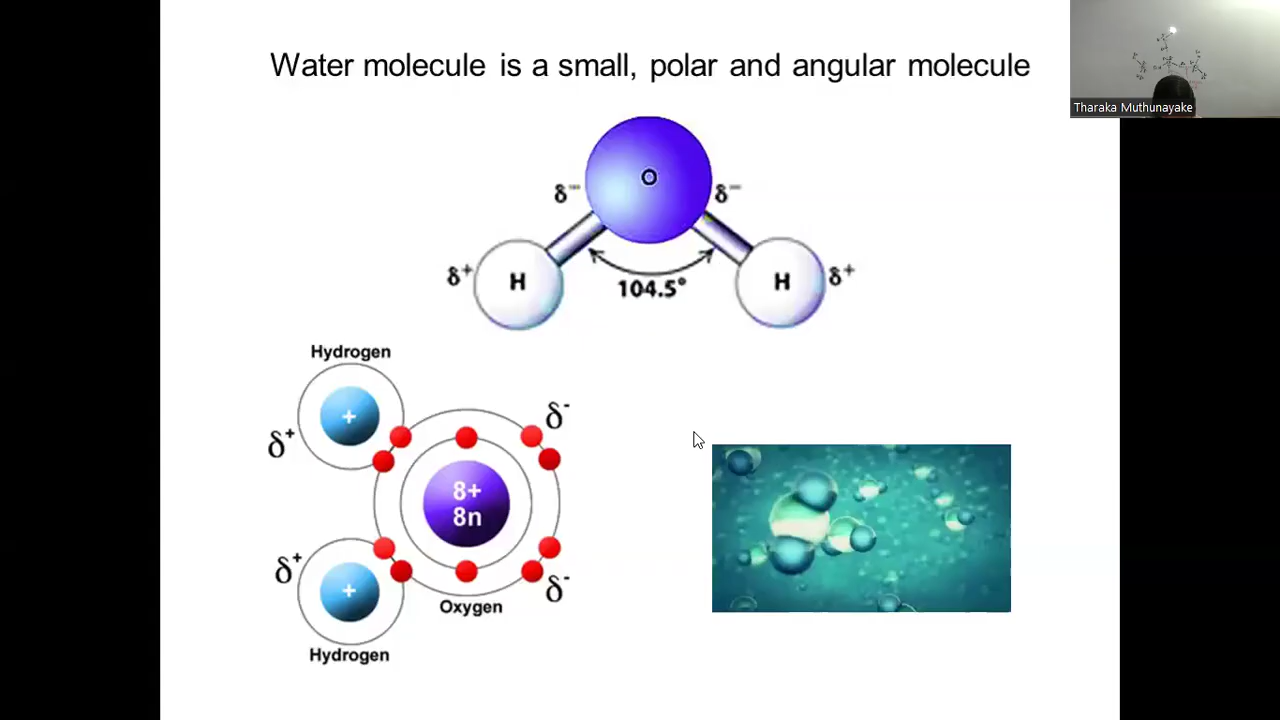 Water molecule is a small, polar and angular molecule
Tharaka Muthunayake
O
δ⁻ δ⁻
δ⁺ H H δ⁺
104.5°
Hydrogen
+
δ⁺
δ⁻
8+
8n
δ⁺
+
δ⁻
Oxygen
Hydrogen